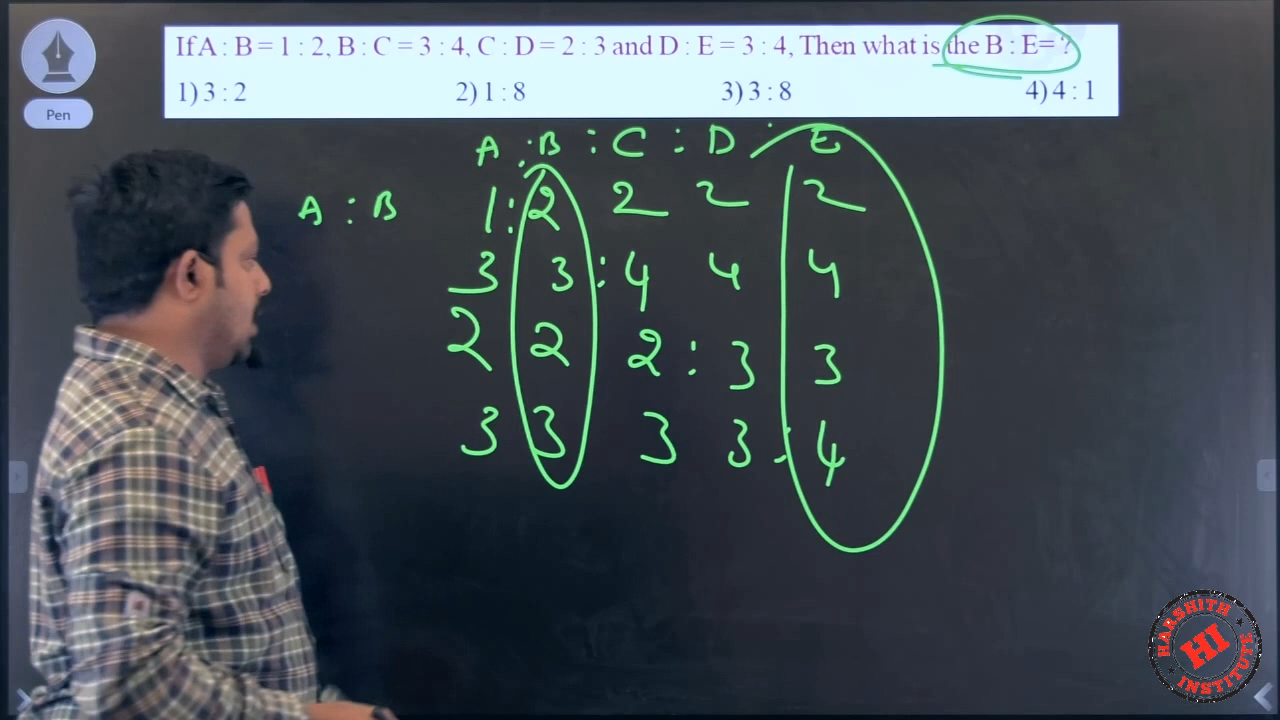 Pen
If A : B = 1 : 2, B : C = 3 : 4, C : D = 2 : 3 and D : E = 3 : 4, Then what is the B : E= ?
1) 3 : 2 2) 1 : 8 3) 3 : 8 4) 4 : 1
A : B : C : D : E
A : B 1 : 2 2 2 2
3 3 : 4 4 4
2 2 2 : 3 3
3 3 3 3 : 4
HARSHITH
HI
INSTITUTE